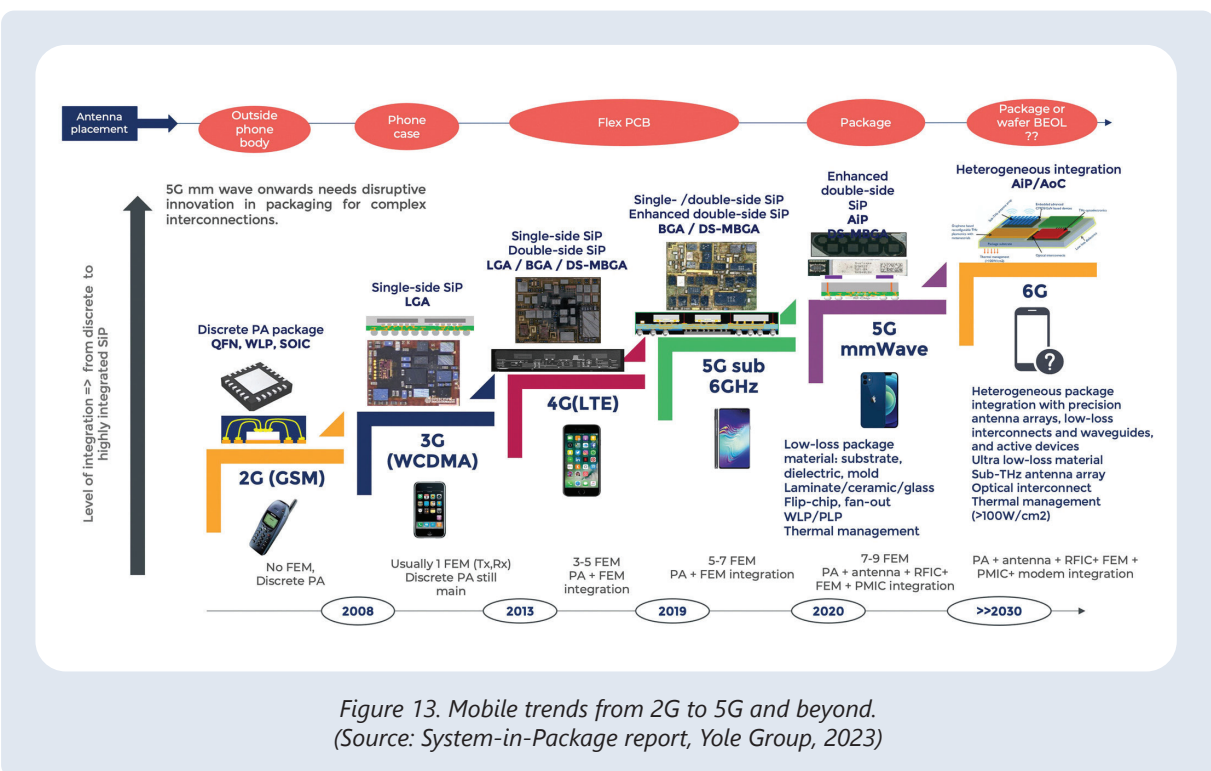 Antenna
placement
Outside
phone
body
Phone
case
Flex PCB
Package
Package or
wafer BEOL
??
5G mm wave onwards needs disruptive
innovation in packaging for complex
interconnections.
Level of integration => from discrete to
highly integrated SiP
Discrete PA package
QFN, WLP, SOIC
2G (GSM)
No FEM,
Discrete PA
Single-side SiP
LGA
3G
(WCDMA)
Usually 1 FEM (Tx,Rx)
Discrete PA still
main
Single-side SiP
Double-side SiP
LGA / BGA / DS-MBGA
4G(LTE)
3-5 FEM
PA + FEM
integration
Single- /double-side SiP
Enhanced double-side SiP
BGA / DS-MBGA
5G sub
6GHz
5-7 FEM
PA + FEM integration
Enhanced
double-side
SiP
AiP
DS-MBGA
5G
mmWave
Low-loss package
material: substrate,
dielectric, mold
Laminate/ceramic/glass
Flip-chip, fan-out
WLP/PLP
Thermal management
7-9 FEM
PA + antenna + RFIC+
FEM + PMIC integration
Heterogeneous integration
AiP/AoC
6G
?
Heterogeneous package
integration with precision
antenna arrays, low-loss
interconnects and waveguides,
and active devices
Ultra low-loss material
Sub-THz antenna array
Optical interconnect
Thermal management
(>100W/cm2)
PA + antenna + RFIC+ FEM +
PMIC+ modem integration
2008
2013
2019
2020
>>2030
Figure 13. Mobile trends from 2G to 5G and beyond.
(Source: System-in-Package report, Yole Group, 2023)